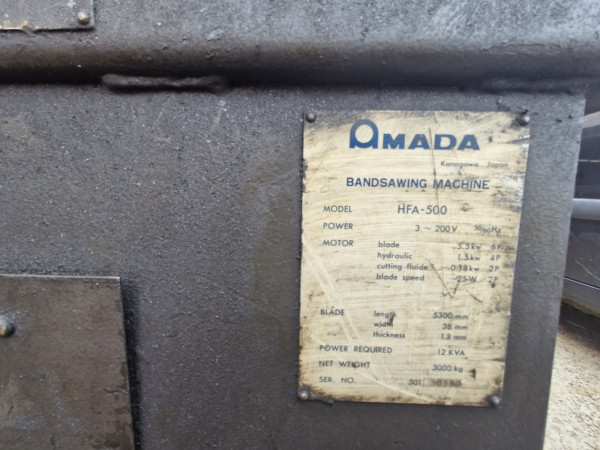 AMADA
Kanagawa Japan
BANDSAWING MACHINE
MODEL HFA-500
POWER 3 ~ 200V 50/60Hz
MOTOR blade 5.5kw 6P
hydraulic 1.5kw 4P
cutting fluide 0.18kw 2P
blade speed 25W 2P
BLADE length 5300 mm
width 38 mm
thickness 1.3 mm
POWER REQUIRED 12 KVA
NET WEIGHT 3000 kg
SER. NO. 501